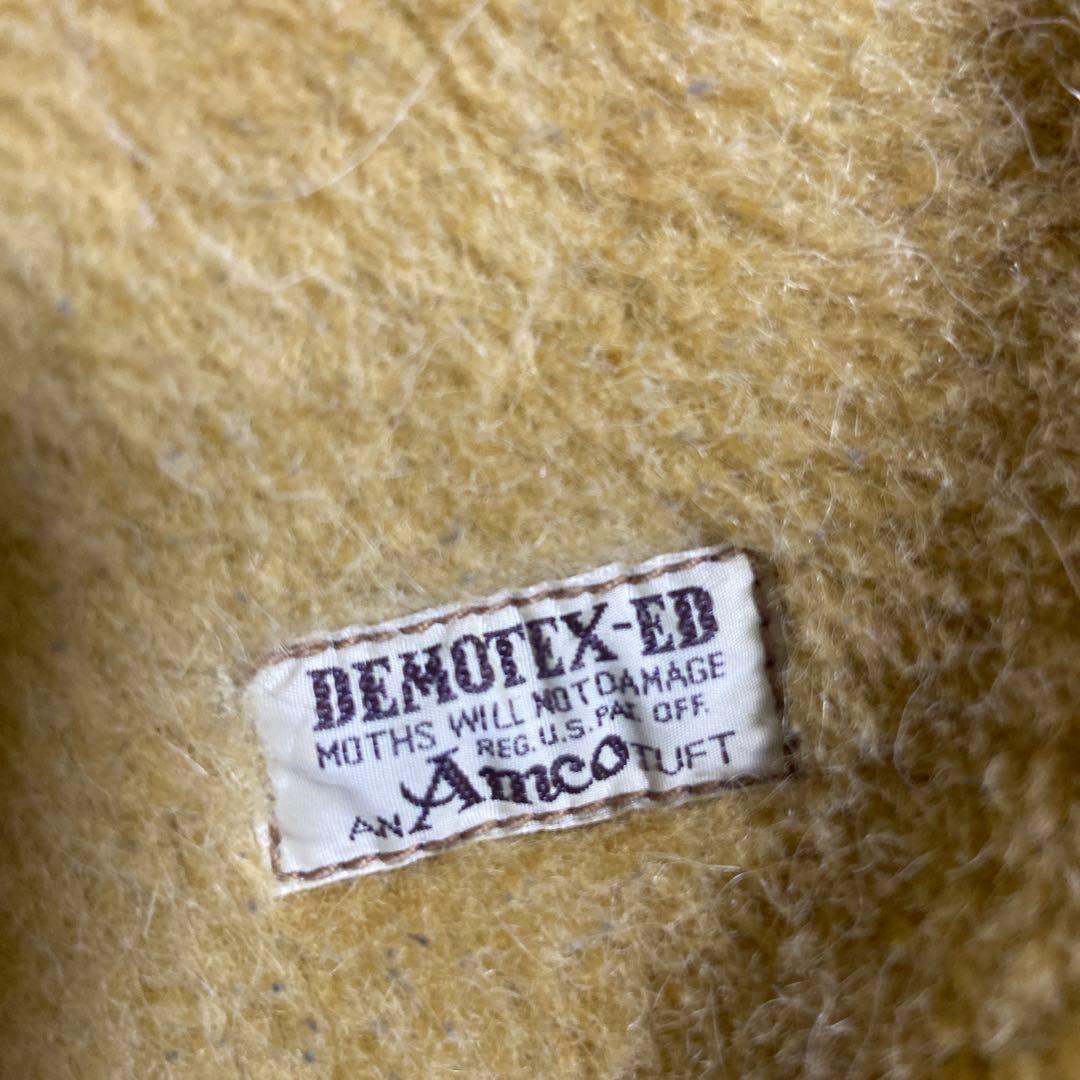 DEMOTEX-ED
MOTHS WILL NOT DAMAGE
REG. U.S. PAT. OFF.
AN Amco TUFT